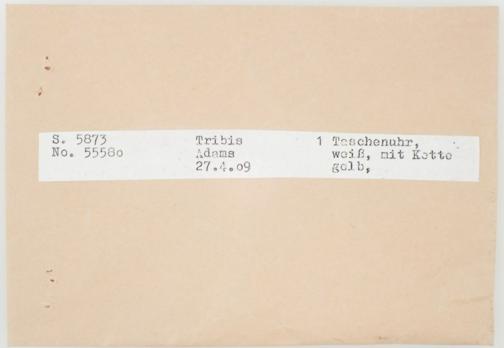 S. 5873 Tribis 1 Taschenuhr,
No. 55580 Adams weiß, mit Kette
27.4.09 gelb,